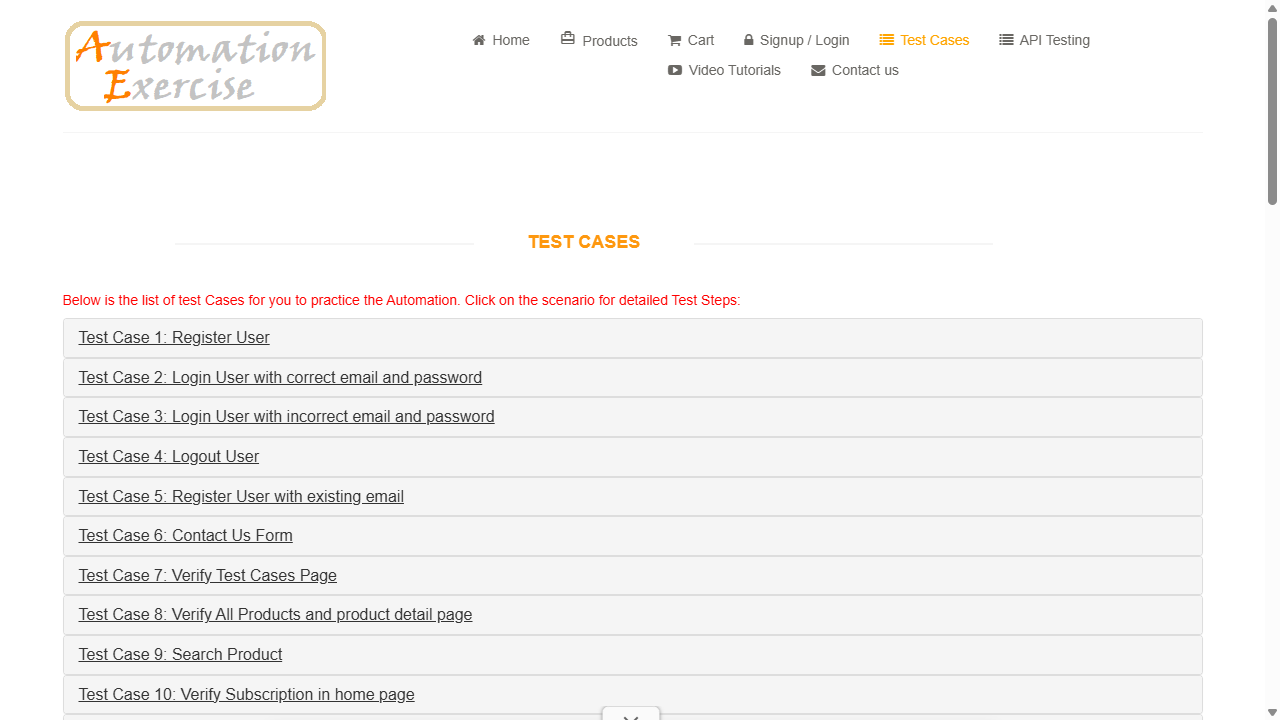 Automation
Exercise
Home
Products
Cart
Signup / Login
Test Cases
API Testing
Video Tutorials
Contact us
TEST CASES
Below is the list of test Cases for you to practice the Automation. Click on the scenario for detailed Test Steps:
Test Case 1: Register User
Test Case 2: Login User with correct email and password
Test Case 3: Login User with incorrect email and password
Test Case 4: Logout User
Test Case 5: Register User with existing email
Test Case 6: Contact Us Form
Test Case 7: Verify Test Cases Page
Test Case 8: Verify All Products and product detail page
Test Case 9: Search Product
Test Case 10: Verify Subscription in home page